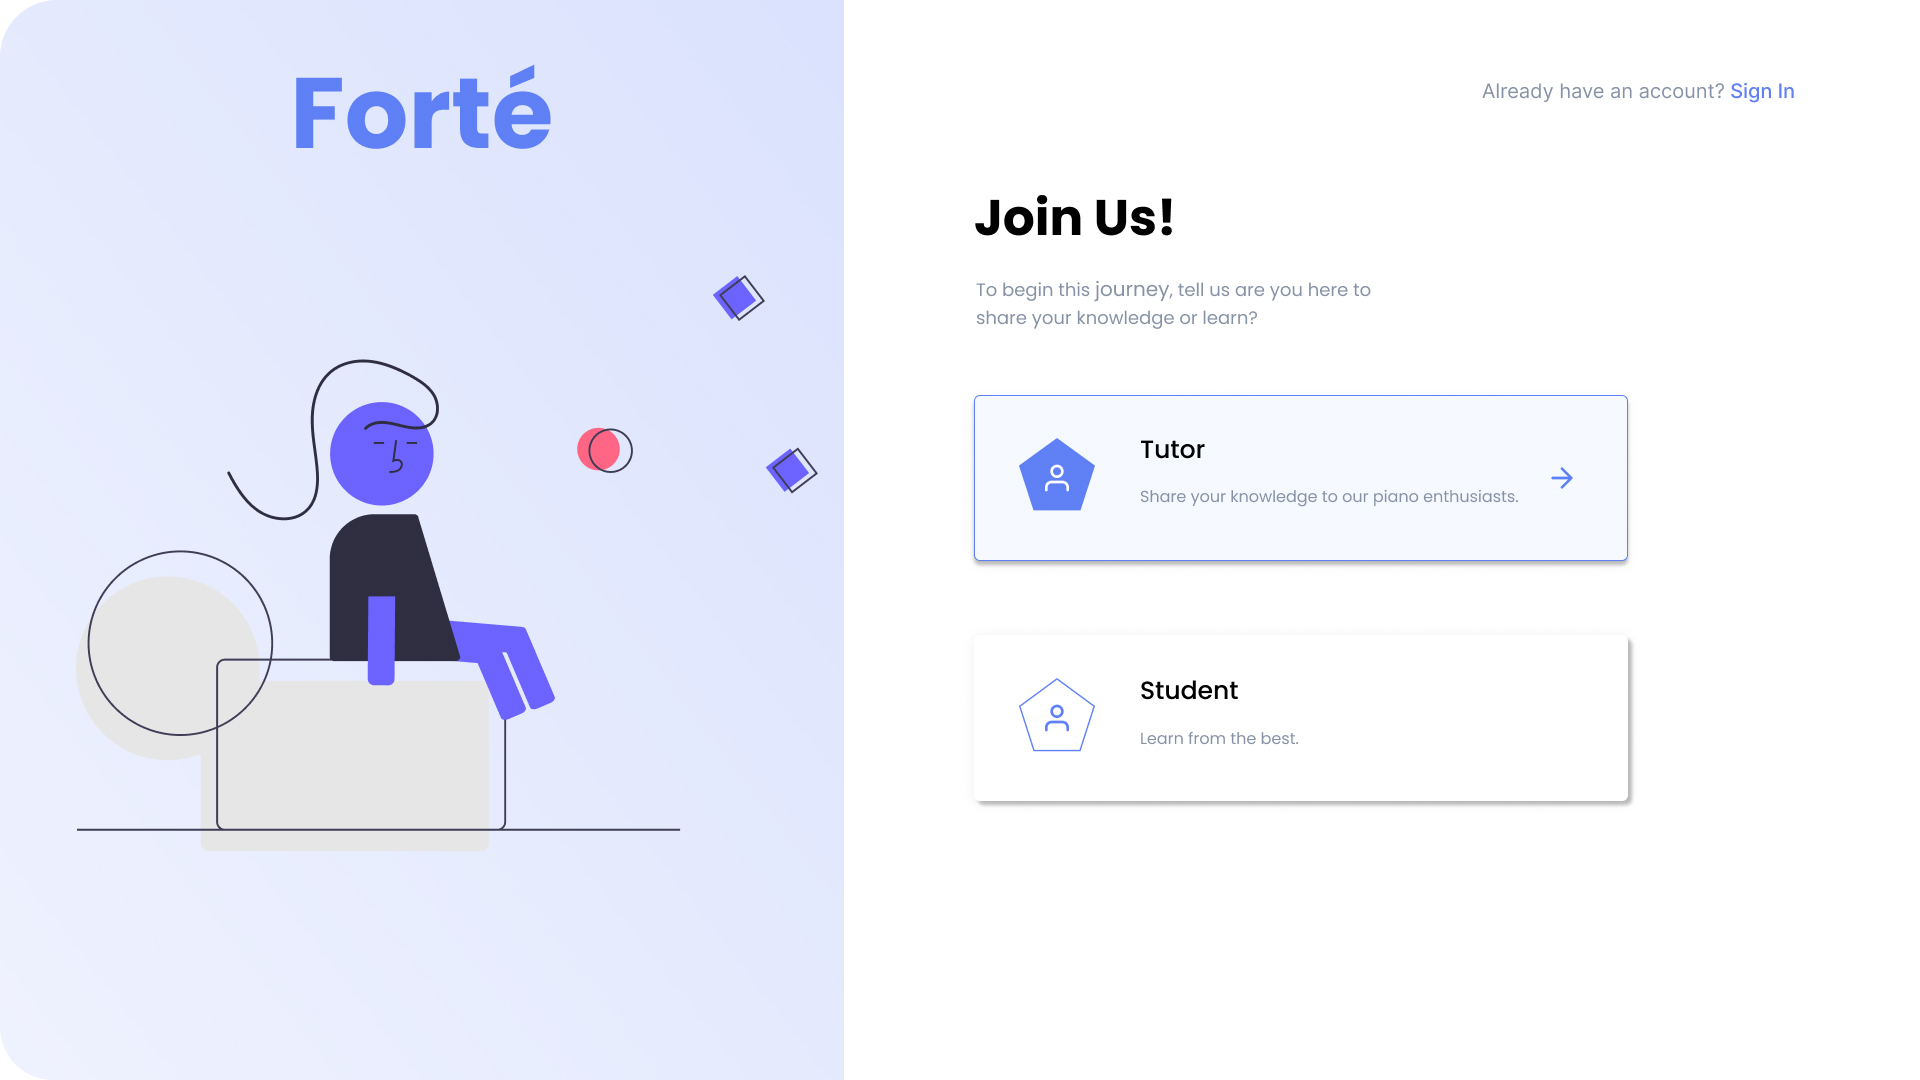 Forté
Already have an account? Sign In
Join Us!
To begin this journey, tell us are you here to
share your knowledge or learn?
Tutor
Share your knowledge to our piano enthusiasts.
Student
Learn from the best.